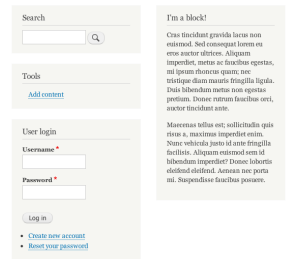 Search
Tools
Add content
User login
Username *
Password *
Log in
Create new account
Reset your password
I'm a block!
Cras tincidunt gravida lacus non
euismod. Sed consequat lorem eu
eros auctor ultrices. Aliquam
imperdiet, metus ac faucibus egestas,
mi ipsum rhoncus quam; nec
tristique diam mauris fringilla ligula.
Duis bibendum metus non egestas
pretium. Donec rutrum faucibus orci,
auctor tincidunt ante.
Maecenas tellus est; sollicitudin quis
risus a, maximus imperdiet enim.
Nunc vehicula justo id ante fringilla
facilisis. Aliquam euismod sem id
bibendum imperdiet? Donec lobortis
eleifend eleifend. Aenean nec porta
mi. Suspendisse faucibus posuere.